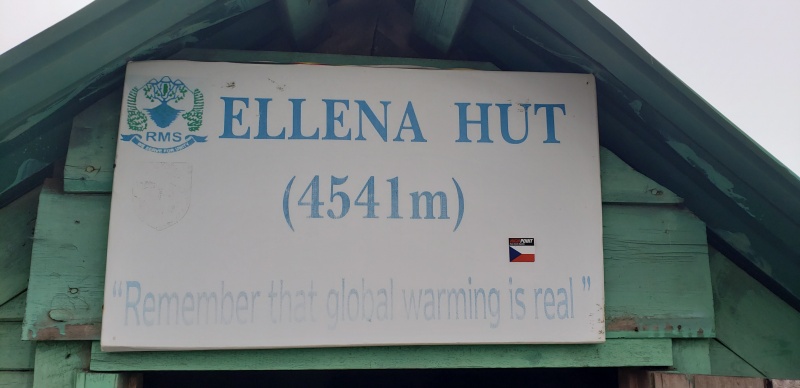 RMS
ELLENA HUT
(4541m)
"Remember that global warming is real"